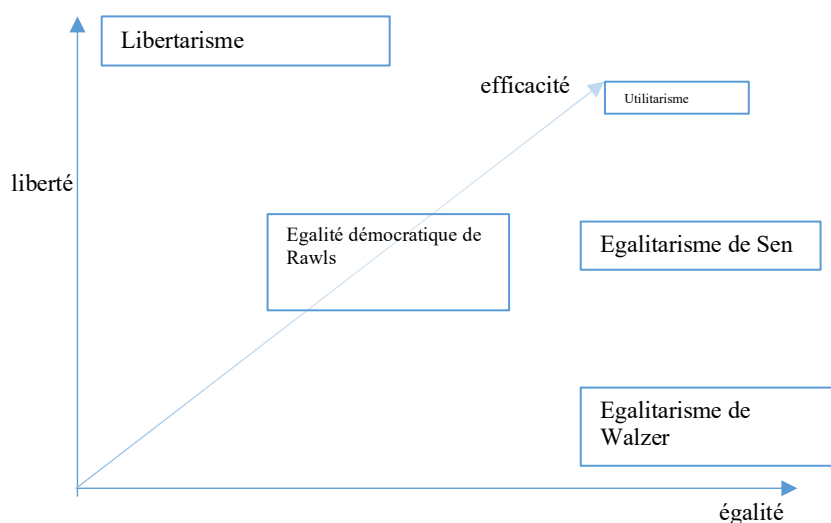 Libertarisme
efficacité
Utilitarisme
liberté
Egalité démocratique de
Rawls
Egalitarisme de Sen
Egalitarisme de
Walzer
égalité